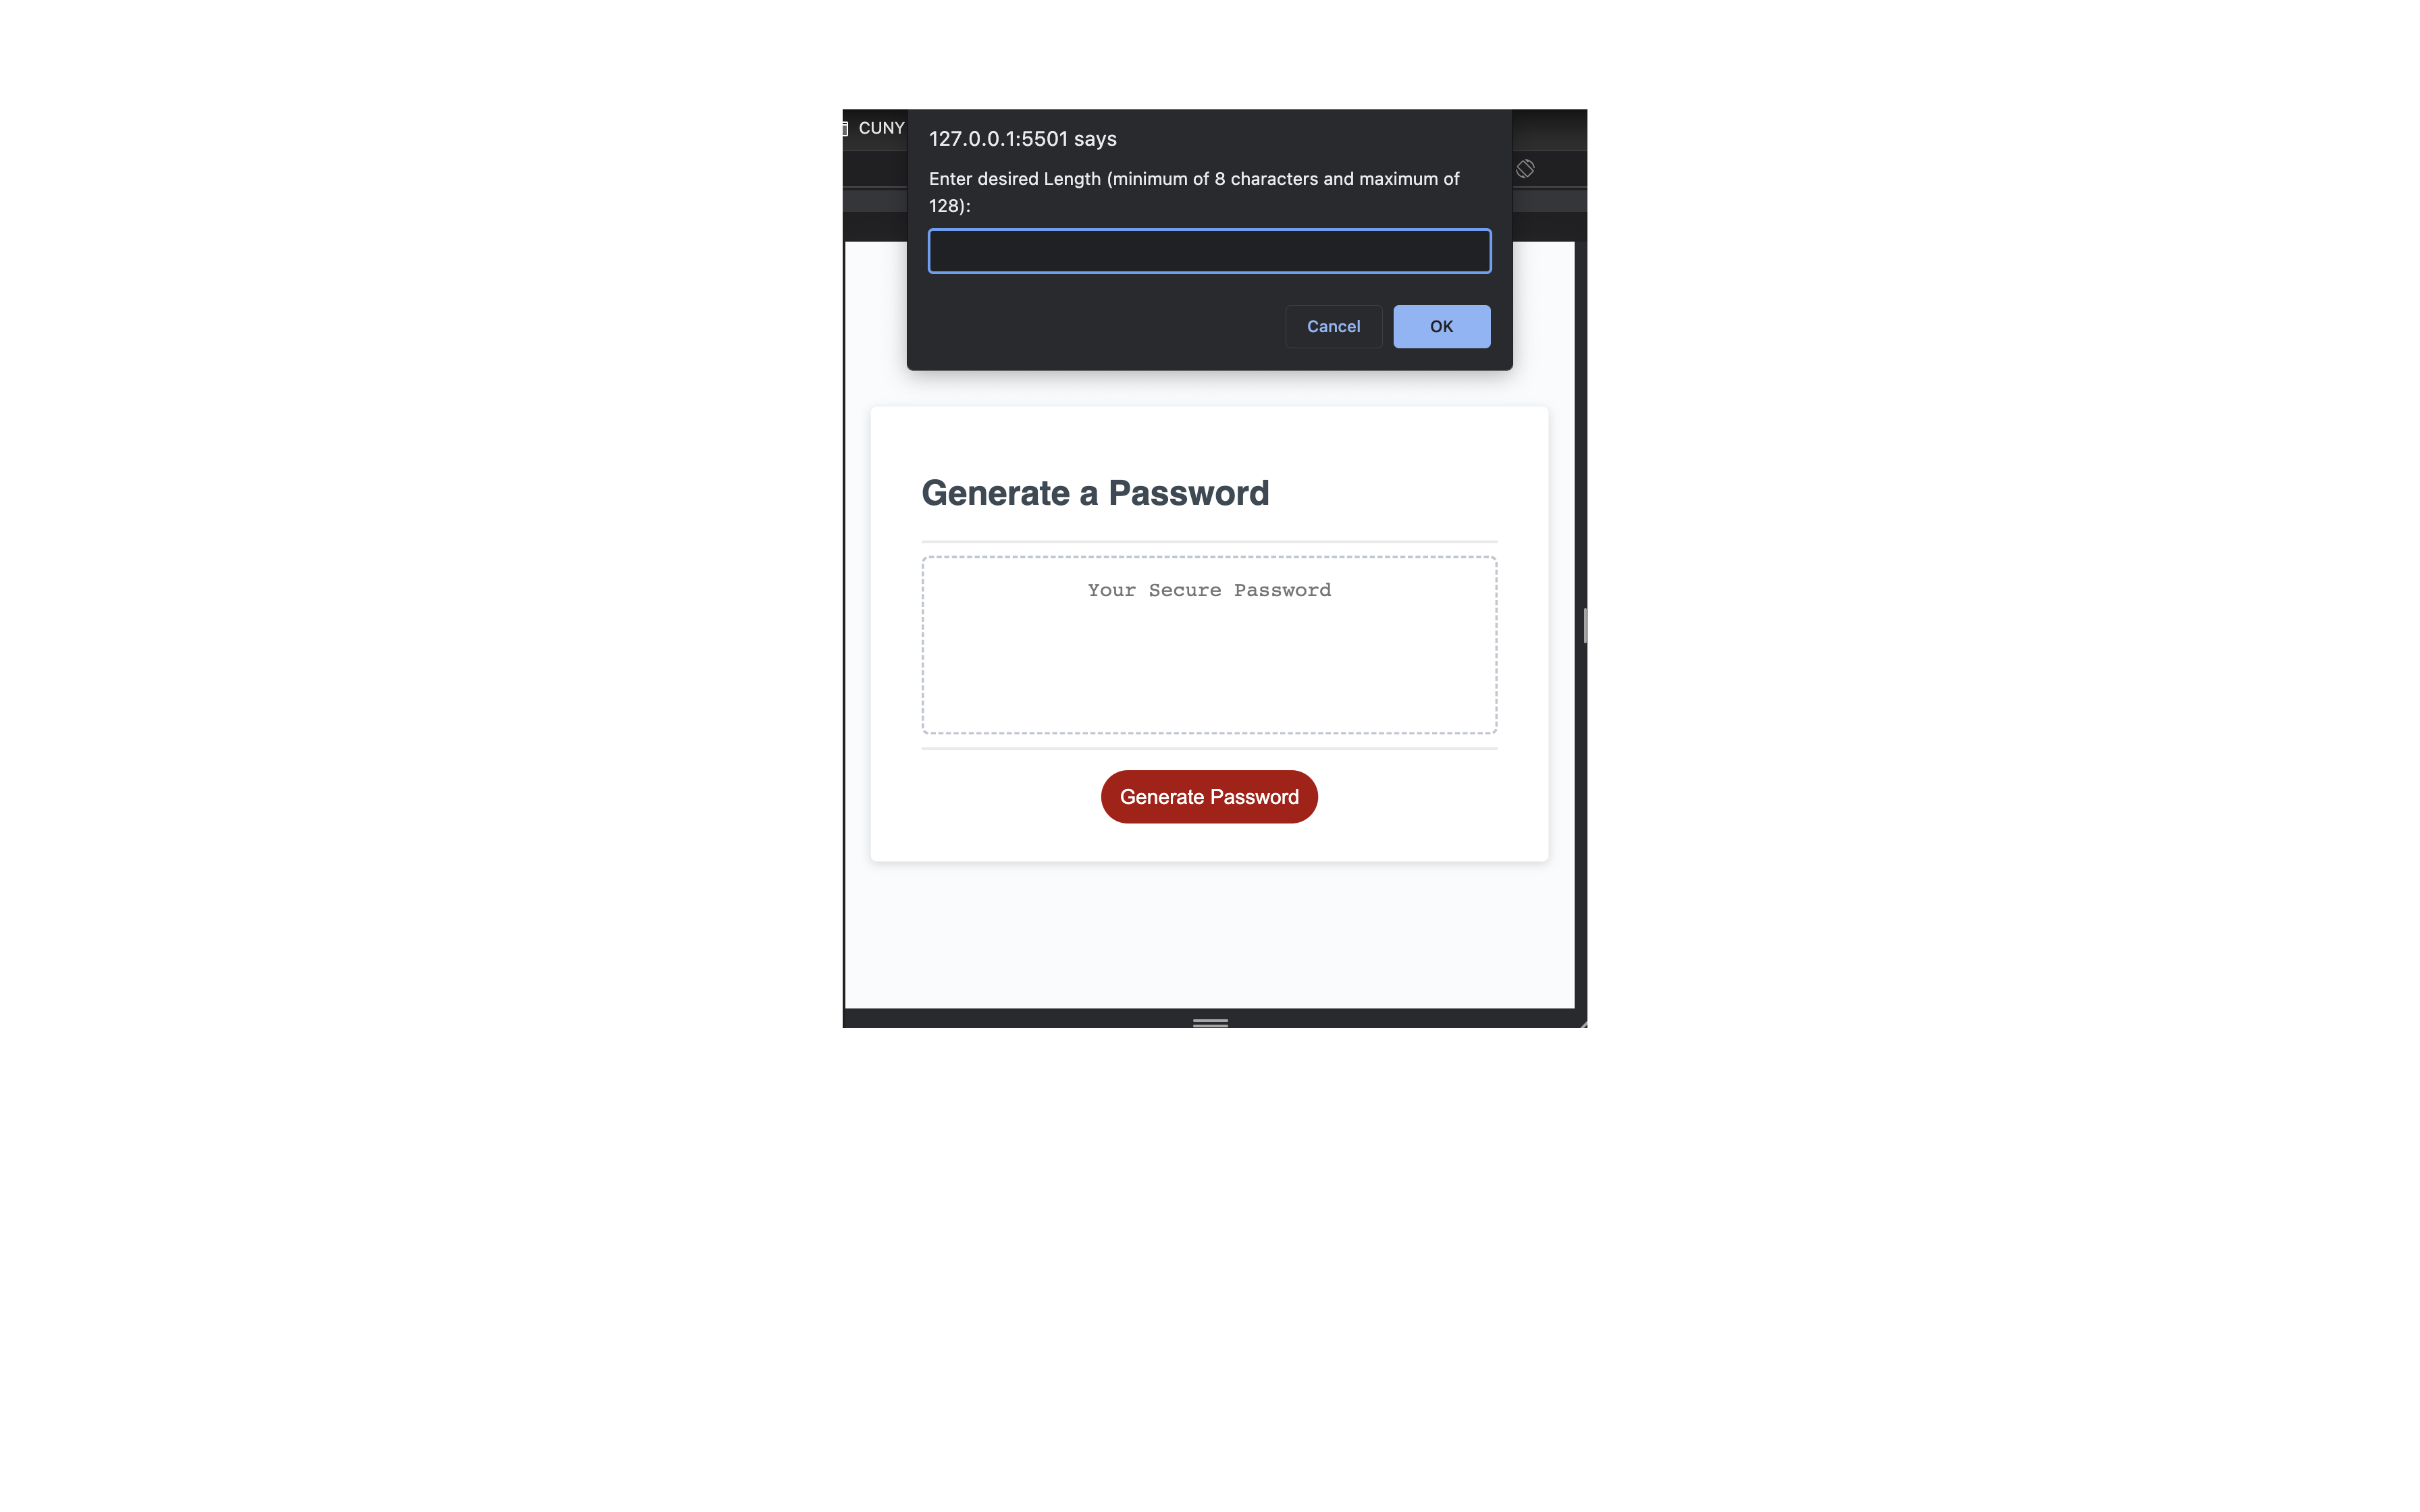 CUNY
127.0.0.1:5501 says
Enter desired Length (minimum of 8 characters and maximum of
128):
Cancel
OK
Generate a Password
Your Secure Password
Generate Password